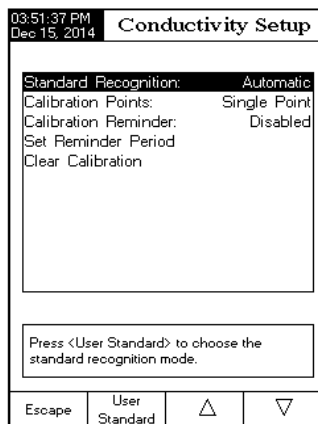 03:51:37 PM
Dec 15, 2014
Conductivity Setup
Standard Recognition: Automatic
Calibration Points: Single Point
Calibration Reminder: Disabled
Set Reminder Period
Clear Calibration
Press <User Standard> to choose the
standard recognition mode.
Escape
User
Standard